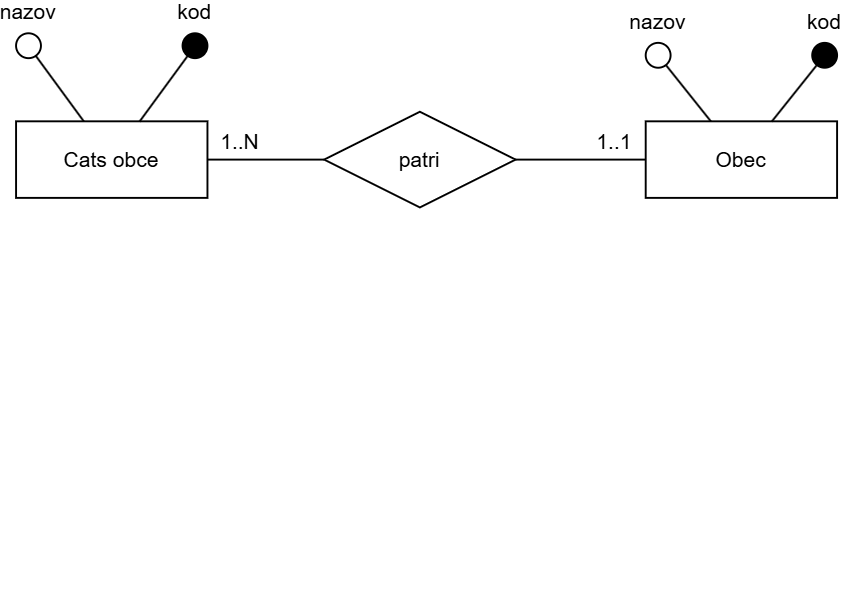 nazov
kod
nazov
kod
Cats obce
1..N
patri
1..1
Obec